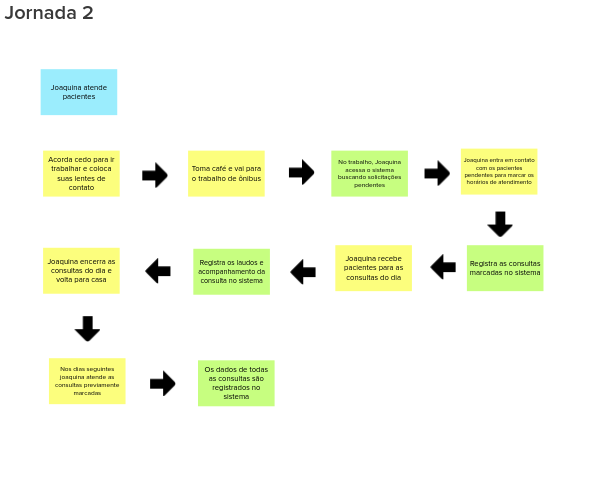 Jornada 2
Joaquina atende
pacientes
Acorda cedo para ir
trabalhar e coloca
suas lentes de
contato
Toma café e vai para
o trabalho de ônibus
No trabalho, Joaquina
acessa o sistema
buscando solicitações
pendentes
Joaquina entra em contato
com os pacientes
pendentes para marcar os
horários de atendimento
Registra as consultas
marcadas no sistema
Joaquina recebe
pacientes para as
consultas do dia
Registra os laudos e
acompanhamento da
consulta no sistema
Joaquina encerra as
consultas do dia e
volta para casa
Nos dias seguintes
joaquina atende as
consultas previamente
marcadas
Os dados de todas
as consultas são
registrados no
sistema